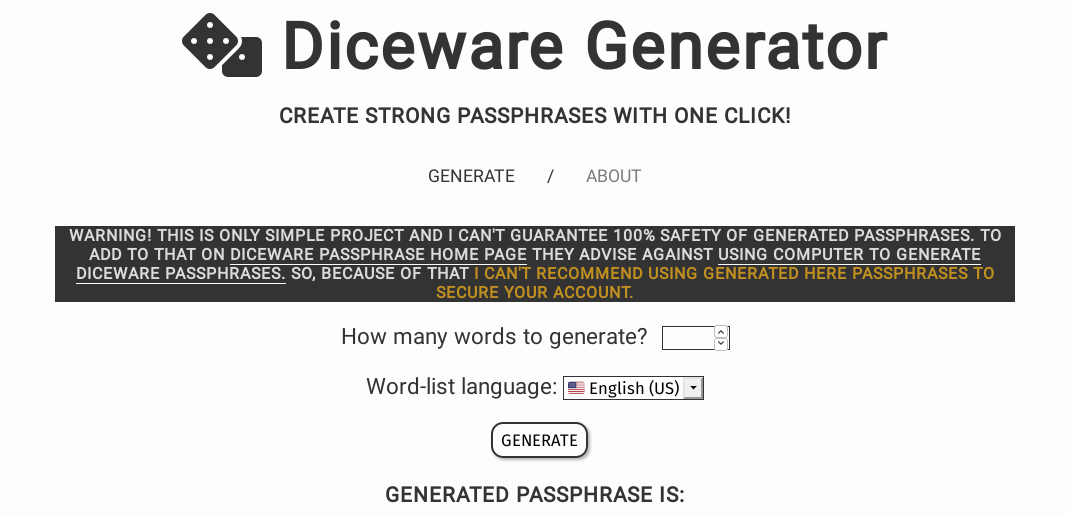 Diceware Generator
CREATE STRONG PASSPHRASES WITH ONE CLICK!
GENERATE / ABOUT
WARNING! THIS IS ONLY SIMPLE PROJECT AND I CAN'T GUARANTEE 100% SAFETY OF GENERATED PASSPHRASES. TO
ADD TO THAT ON DICEWARE PASSPHRASE HOME PAGE THEY ADVISE AGAINST USING COMPUTER TO GENERATE
DICEWARE PASSPHRASES. SO, BECAUSE OF THAT I CAN'T RECOMMEND USING GENERATED HERE PASSPHRASES TO
SECURE YOUR ACCOUNT.
How many words to generate?
Word-list language: English (US)
GENERATE
GENERATED PASSPHRASE IS: